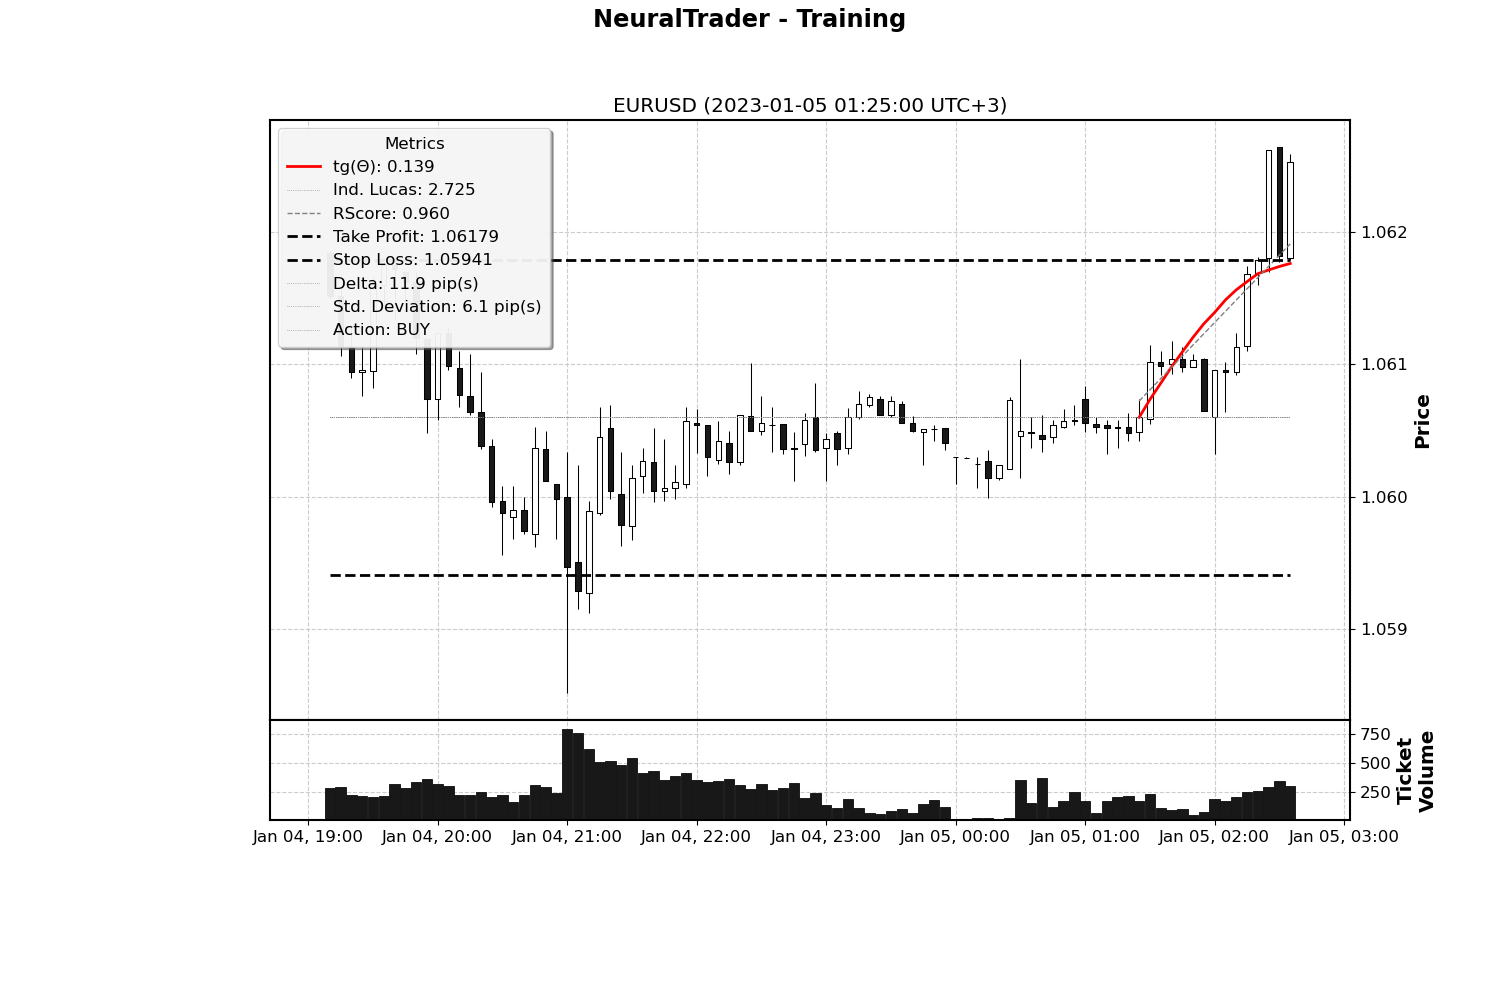 NeuralTrader - Training
EURUSD (2023-01-05 01:25:00 UTC+3)
Metrics
tg(Θ): 0.139
Ind. Lucas: 2.725
RScore: 0.960
Take Profit: 1.06179
Stop Loss: 1.05941
Delta: 11.9 pip(s)
Std. Deviation: 6.1 pip(s)
Action: BUY
1.062
1.061
1.060
1.059
Price
750
500
250
Ticket
Volume
Jan 04, 19:00
Jan 04, 20:00
Jan 04, 21:00
Jan 04, 22:00
Jan 04, 23:00
Jan 05, 00:00
Jan 05, 01:00
Jan 05, 02:00
Jan 05, 03:00